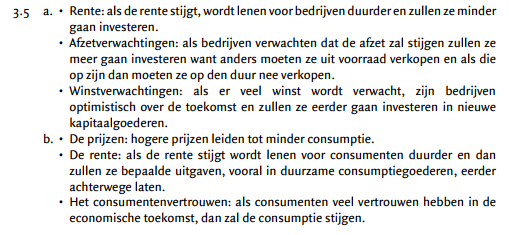 3.5 a. • Rente: als de rente stijgt, wordt lenen voor bedrijven duurder en zullen ze minder
gaan investeren.
• Afzetverwachtingen: als bedrijven verwachten dat de afzet zal stijgen zullen ze
meer gaan investeren want anders moeten ze uit voorraad verkopen en als die
op zijn dan moeten ze op den duur nee verkopen.
• Winstverwachtingen: als er veel winst wordt verwacht, zijn bedrijven
optimistisch over de toekomst en zullen ze eerder gaan investeren in nieuwe
kapitaalgoederen.
b. • De prijzen: hogere prijzen leiden tot minder consumptie.
• De rente: als de rente stijgt wordt lenen voor consumenten duurder en dan
zullen ze bepaalde uitgaven, vooral in duurzame consumptiegoederen, eerder
achterwege laten.
• Het consumentenvertrouwen: als consumenten veel vertrouwen hebben in de
economische toekomst, dan zal de consumptie stijgen.